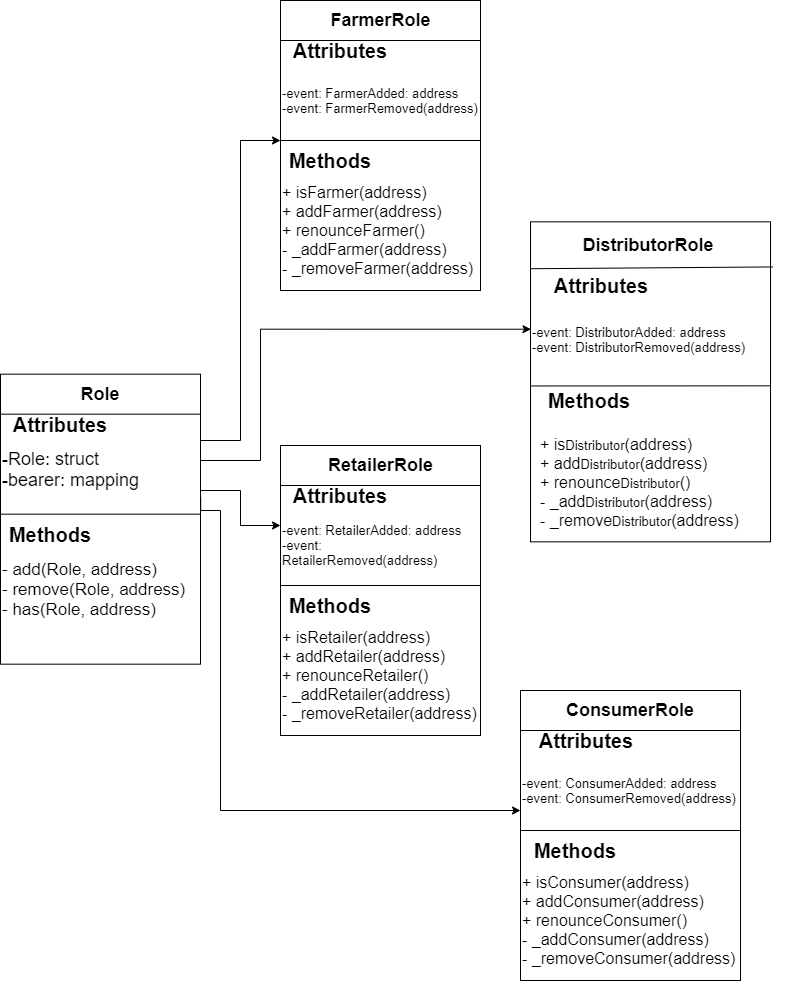 FarmerRole
Attributes
-event: FarmerAdded: address
-event: FarmerRemoved(address)
Methods
+ isFarmer(address)
+ addFarmer(address)
+ renounceFarmer()
- _addFarmer(address)
- _removeFarmer(address)
DistributorRole
Attributes
-event: DistributorAdded: address
-event: DistributorRemoved(address)
Methods
+ isDistributor(address)
+ addDistributor(address)
+ renounceDistributor()
- _addDistributor(address)
- _removeDistributor(address)
Role
Attributes
-Role: struct
-bearer: mapping
Methods
- add(Role, address)
- remove(Role, address)
- has(Role, address)
RetailerRole
Attributes
-event: RetailerAdded: address
-event:
RetailerRemoved(address)
Methods
+ isRetailer(address)
+ addRetailer(address)
+ renounceRetailer()
- _addRetailer(address)
- _removeRetailer(address)
ConsumerRole
Attributes
-event: ConsumerAdded: address
-event: ConsumerRemoved(address)
Methods
+ isConsumer(address)
+ addConsumer(address)
+ renounceConsumer()
- _addConsumer(address)
- _removeConsumer(address)